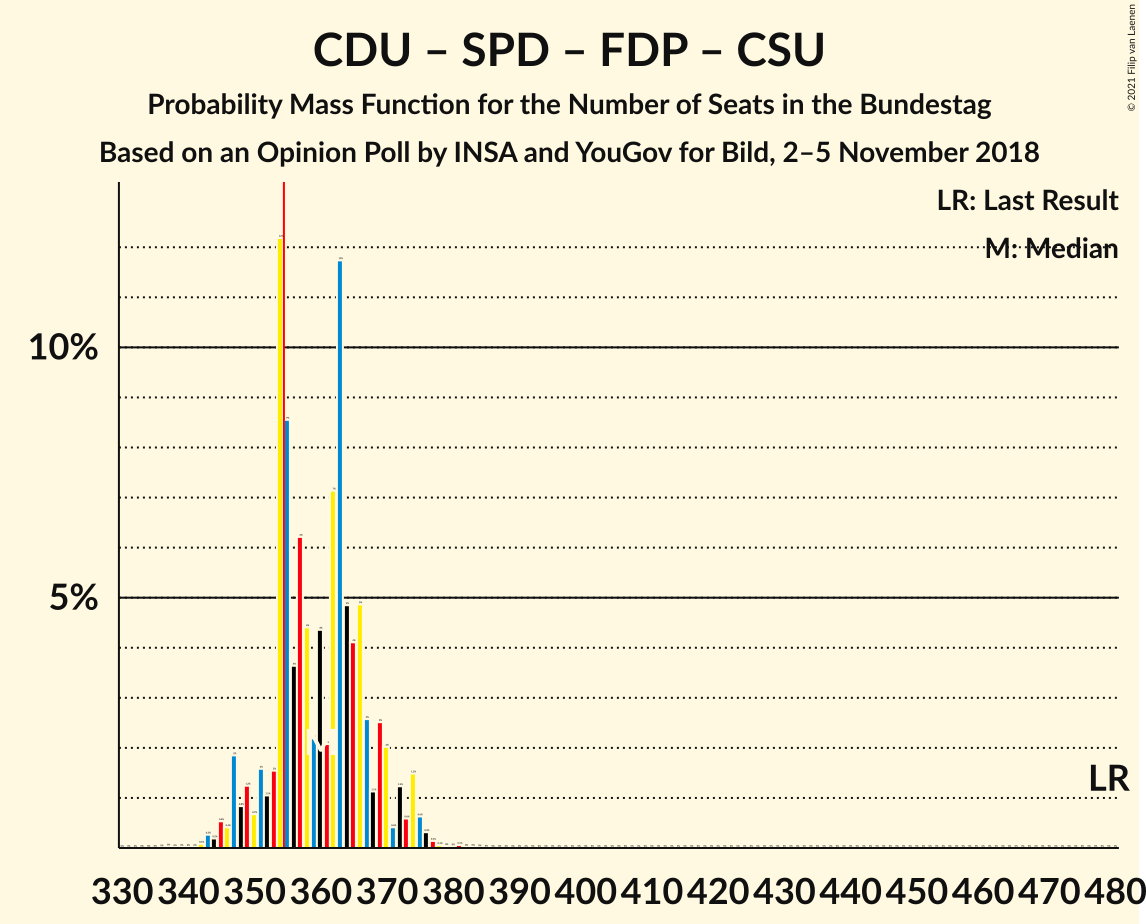 CDU – SPD – FDP – CSU
Probability Mass Function for the Number of Seats in the Bundestag
Based on an Opinion Poll by INSA and YouGov for Bild, 2–5 November 2018
© 2021 Filip van Laenen
LR: Last Result
M: Median
10%
5%
M
LR
330 340 350 360 370 380 390 400 410 420 430 440 450 460 470 480